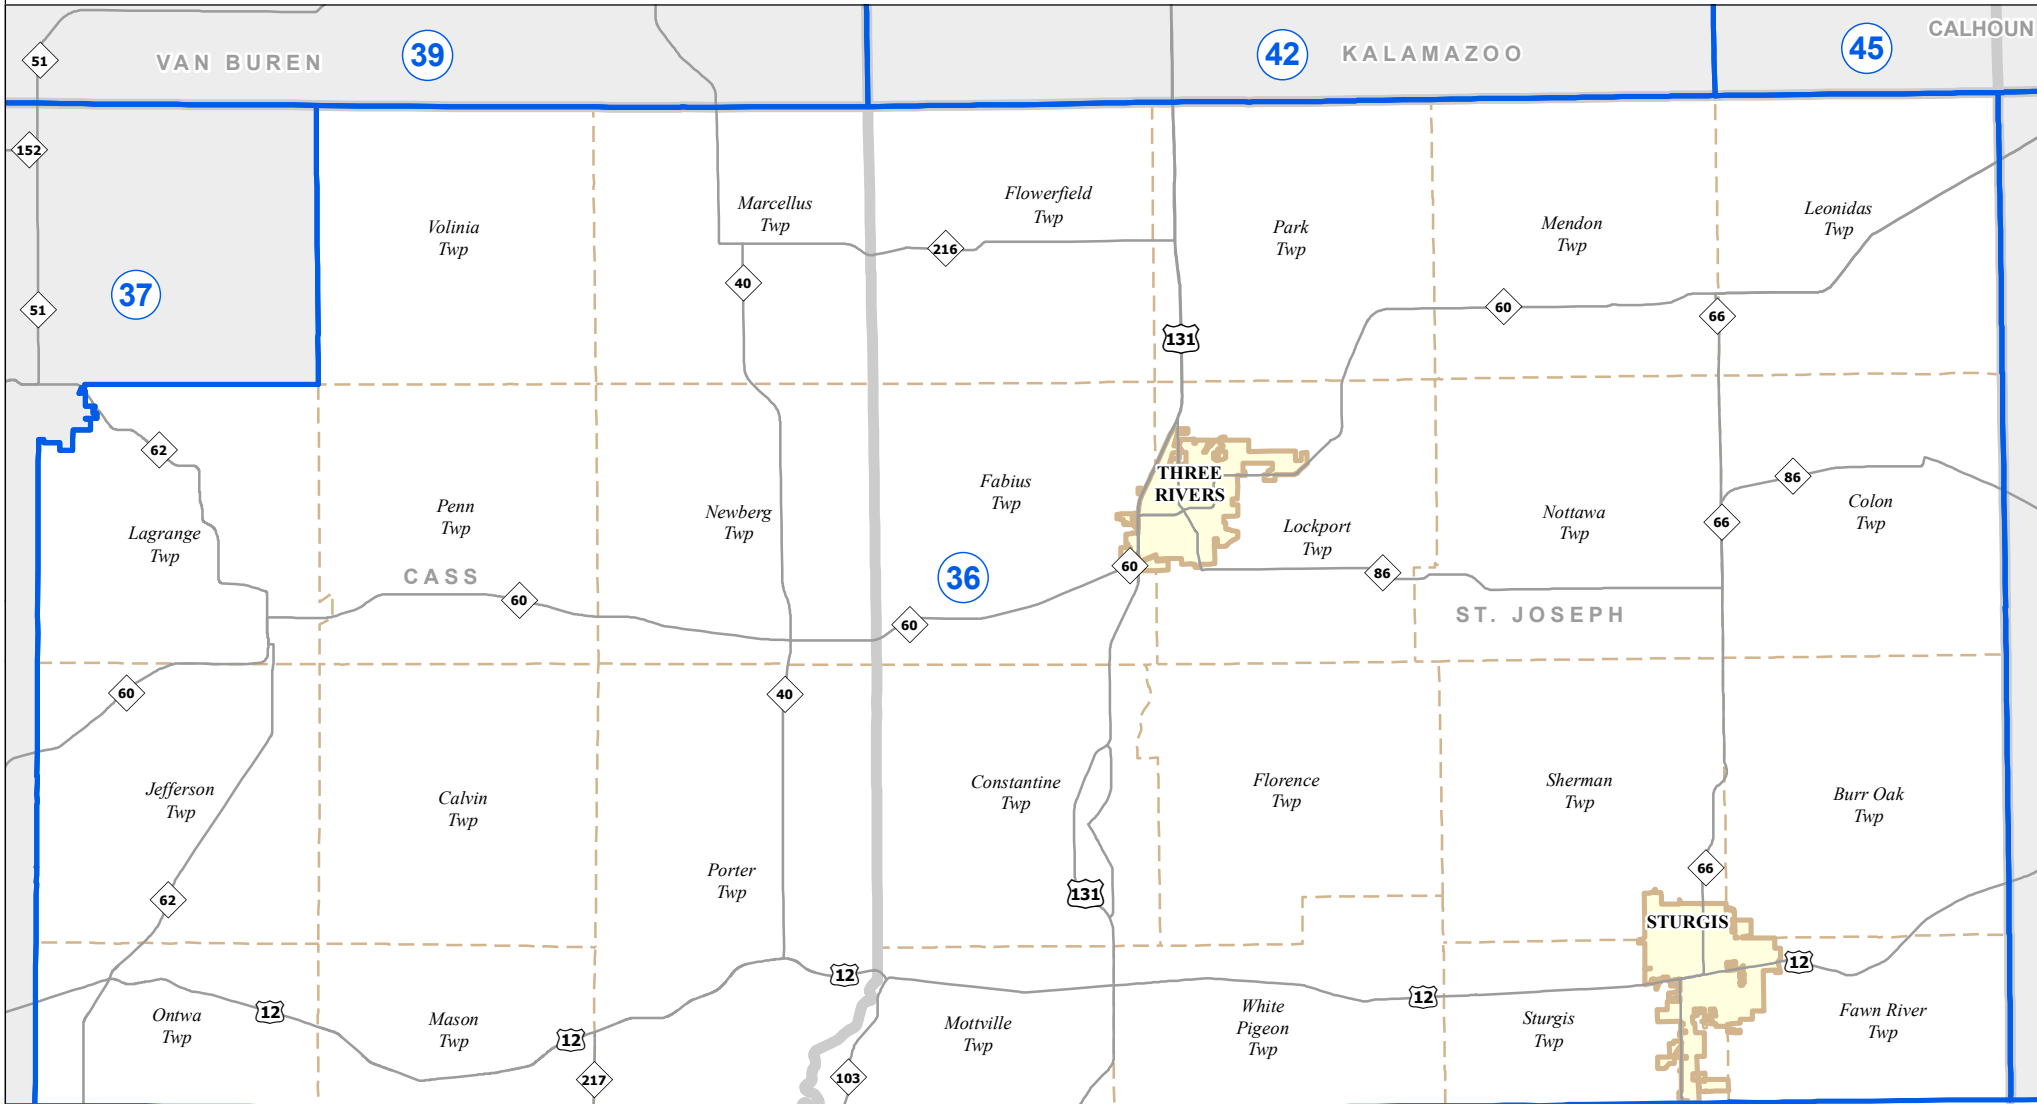 VAN BUREN
39
42
KALAMAZOO
45
CALHOUN
51
152
37
51
Volinia
Twp
Marcellus
Twp
Flowerfield
Twp
216
40
131
Park
Twp
Mendon
Twp
Leonidas
Twp
60
66
62
Lagrange
Twp
Penn
Twp
CASS
60
Newberg
Twp
Fabius
Twp
36
60
THREE
RIVERS
60
Lockport
Twp
86
Nottawa
Twp
ST. JOSEPH
66
86
Colon
Twp
60
Jefferson
Twp
62
Calvin
Twp
40
Porter
Twp
Constantine
Twp
131
Florence
Twp
Sherman
Twp
66
Burr Oak
Twp
STURGIS
12
Ontwa
Twp
12
Mason
Twp
12
217
12
103
Mottville
Twp
White
Pigeon
Twp
12
Sturgis
Twp
Fawn River
Twp